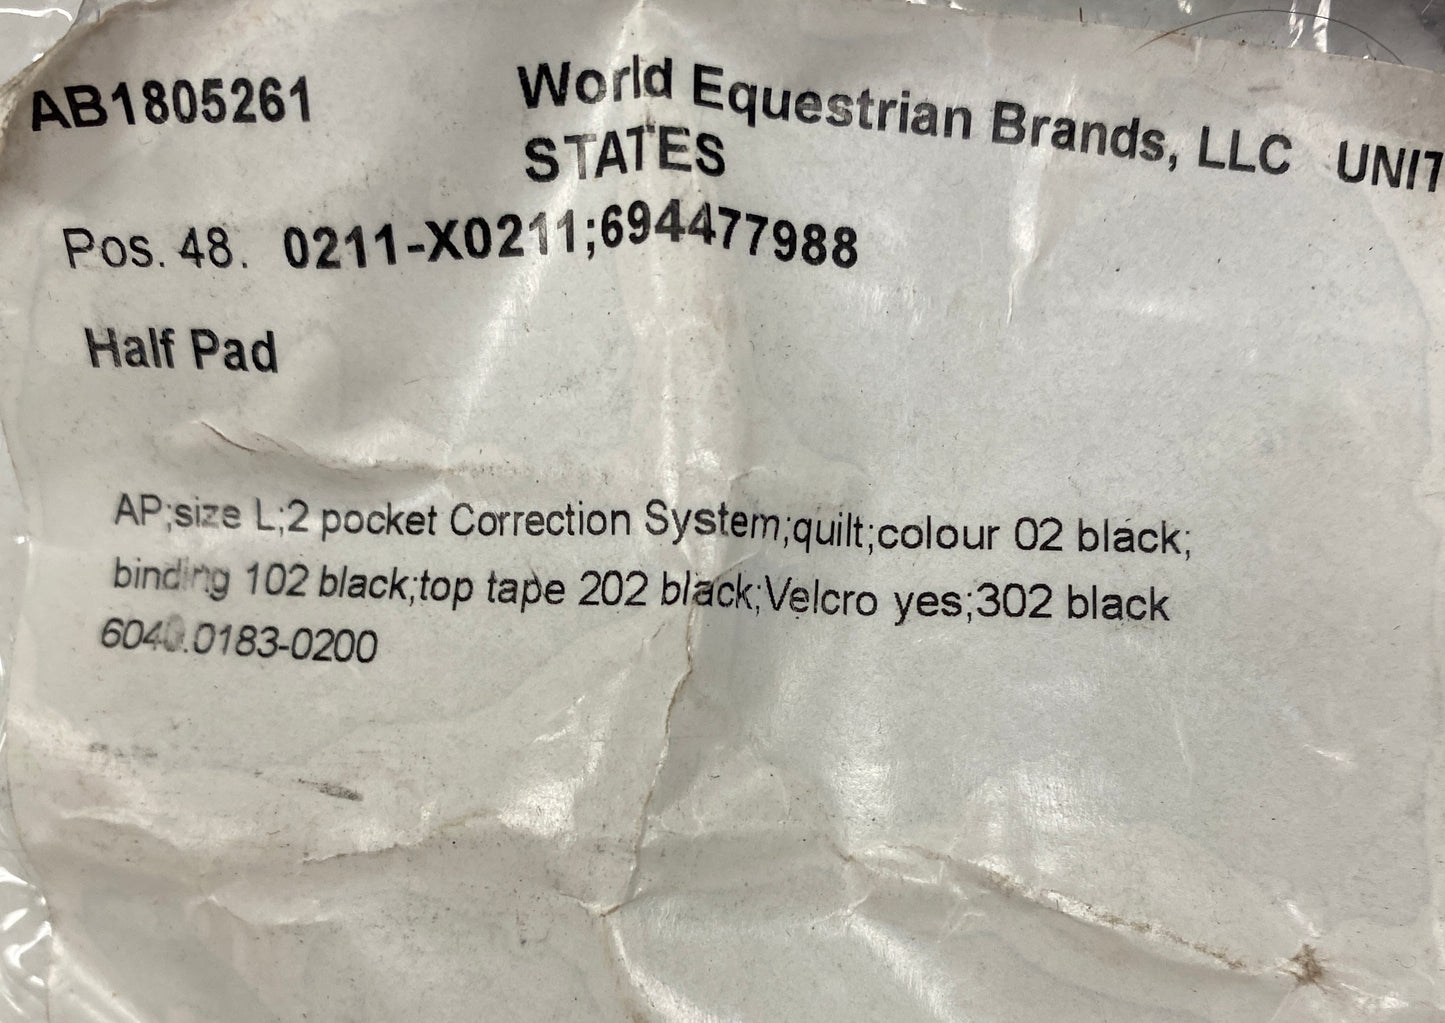 AB1805261
World Equestrian Brands, LLC UNIT
STATES
Pos. 48. 0211-X0211;694477988
Half Pad
AP;size L;2 pocket Correction System;quilt;colour 02 black;
binding 102 black;top tape 202 black;Velcro yes;302 black
6040.0183-0200